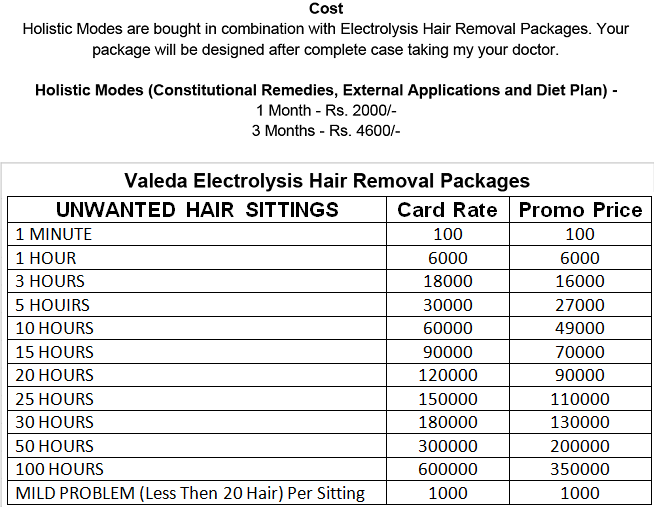 Cost
Holistic Modes are bought in combination with Electrolysis Hair Removal Packages. Your
package will be designed after complete case taking my your doctor.
Holistic Modes (Constitutional Remedies, External Applications and Diet Plan) -
1 Month - Rs. 2000/-
3 Months - Rs. 4600/-
Valeda Electrolysis Hair Removal Packages
UNWANTED HAIR SITTINGS Card Rate Promo Price
1 MINUTE 100 100
1 HOUR 6000 6000
3 HOURS 18000 16000
5 HOUIRS 30000 27000
10 HOURS 60000 49000
15 HOURS 90000 70000
20 HOURS 120000 90000
25 HOURS 150000 110000
30 HOURS 180000 130000
50 HOURS 300000 200000
100 HOURS 600000 350000
MILD PROBLEM (Less Then 20 Hair) Per Sitting 1000 1000